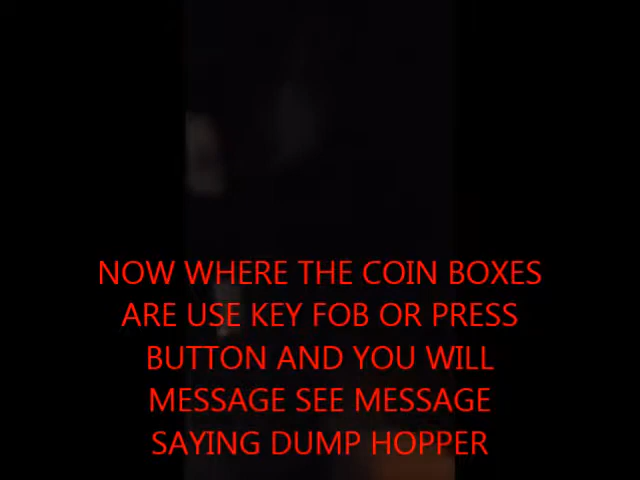 NOW WHERE THE COIN BOXES
ARE USE KEY FOB OR PRESS
BUTTON AND YOU WILL
MESSAGE SEE MESSAGE
SAYING DUMP HOPPER